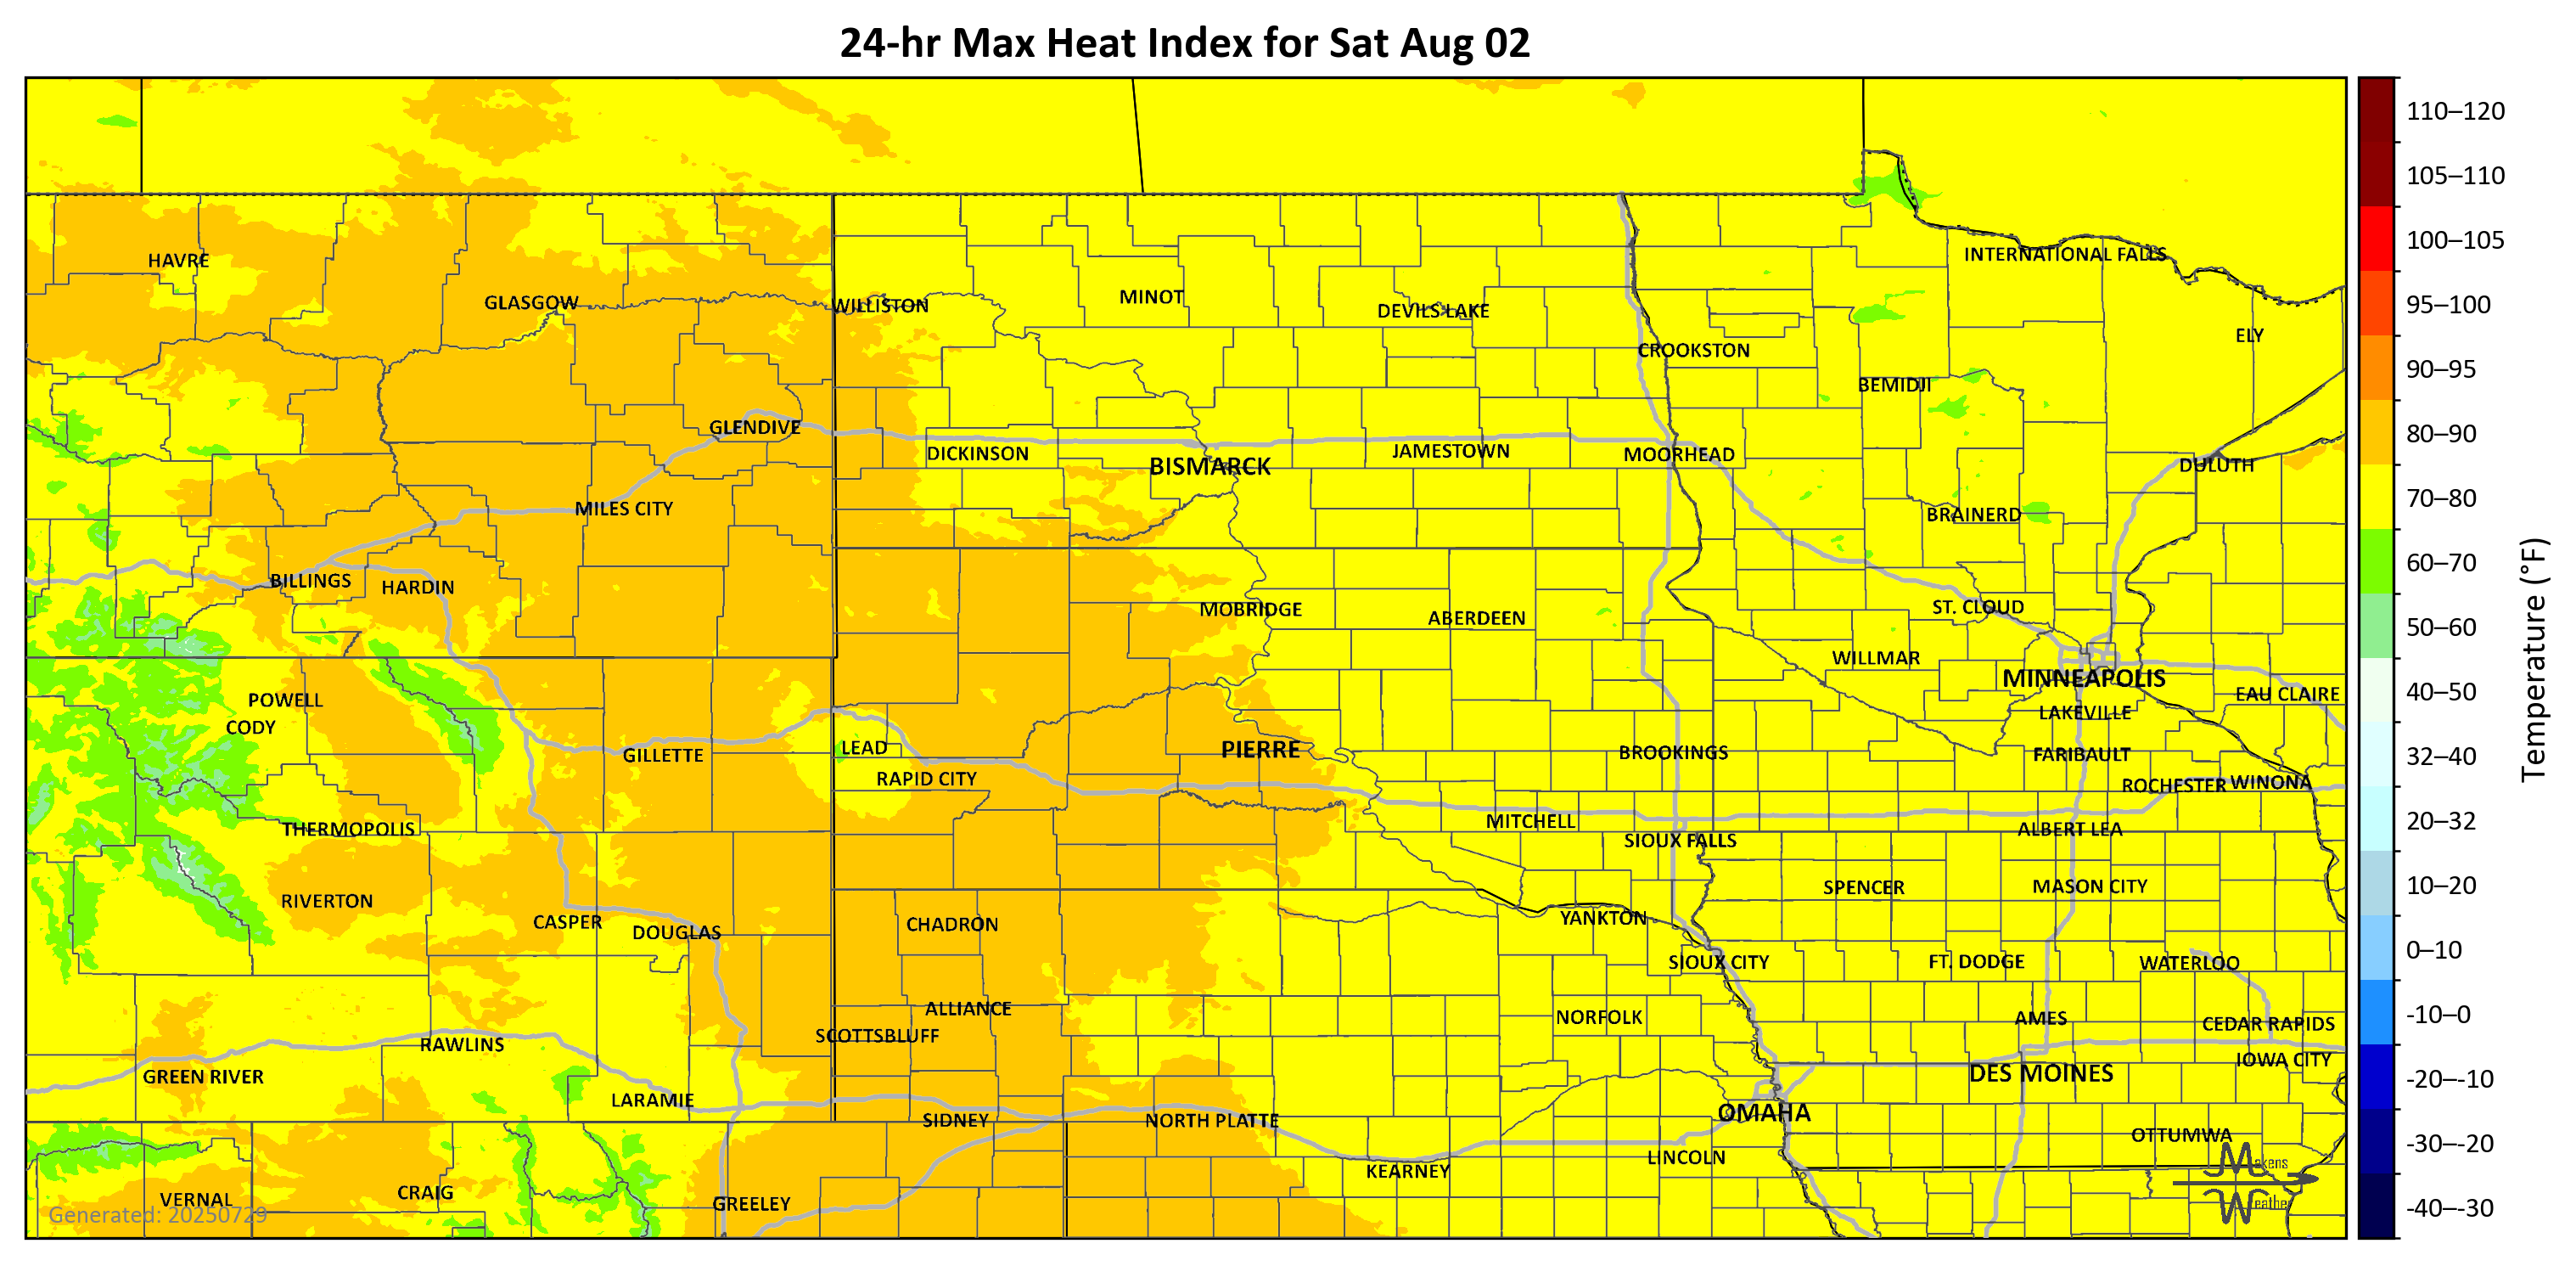 24-hr Max Heat Index for Sat Aug 02
110–120
105–110
100–105
95–100
90–95
80–90
70–80
60–70
50–60
40–50
32–40
20–32
10–20
0–10
-10–0
-20–-10
-30–-20
-40–-30
Temperature (°F)
HAVRE
INTERNATIONAL FALLS
GLASGOW
WILLISTON
MINOT
DEVILS LAKE
ELY
CROOKSTON
BEMIDJI
GLENDIVE
DICKINSON
BISMARCK
JAMESTOWN
MOORHEAD
DULUTH
MILES CITY
BRAINERD
BILLINGS
HARDIN
MOBRIDGE
ABERDEEN
ST. CLOUD
WILLMAR
MINNEAPOLIS
POWELL
EAU CLAIRE
CODY
LAKEVILLE
GILLETTE
LEAD
PIERRE
BROOKINGS
FARIBAULT
RAPID CITY
ROCHESTER
WINONA
THERMOPOLIS
MITCHELL
SIOUX FALLS
ALBERT LEA
RIVERTON
SPENCER
MASON CITY
CASPER
DOUGLAS
CHADRON
YANKTON
SIOUX CITY
FT. DODGE
WATERLOO
ALLIANCE
NORFOLK
AMES
CEDAR RAPIDS
RAWLINS
SCOTTSBLUFF
IOWA CITY
GREEN RIVER
DES MOINES
LARAMIE
SIDNEY
NORTH PLATTE
OMAHA
OTTUMWA
KEARNEY
LINCOLN
VERNAL
CRAIG
GREELEY
Makens
Weather
Generated: 20250729